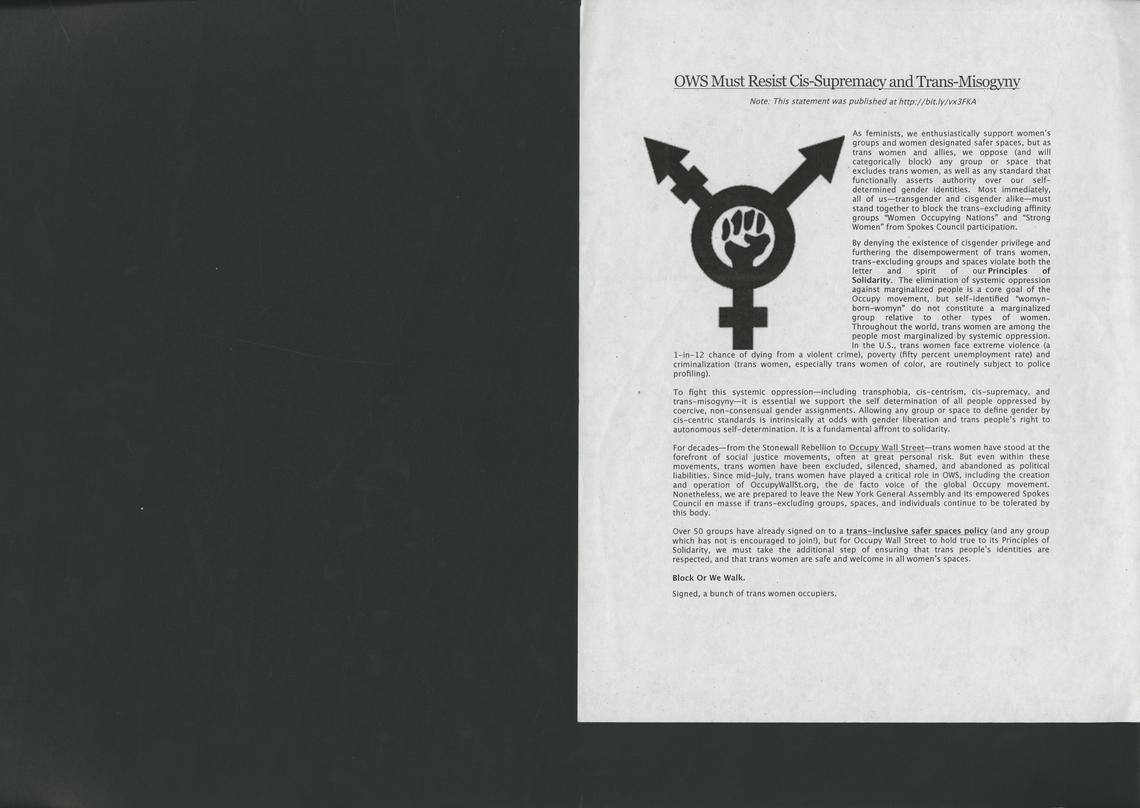 OWS Must Resist Cis-Supremacy and Trans-Misogyny
Note: This statement was published at http://bit.ly/vx3FKA
As feminists, we enthusiastically support women's
groups and women designated safer spaces, but as
trans women and allies, we oppose (and will
categorically block) any group or space that
excludes trans women, as well as any standard that
functionally asserts authority over our self-
determined gender identities. Most immediately,
all of us—transgender and cisgender alike—must
stand together to block the trans-excluding affinity
groups "Women Occupying Nations" and "Strong
Women" from Spokes Council participation.
By denying the existence of cisgender privilege and
furthering the disempowerment of trans women,
trans-excluding groups and spaces violate both the
letter and spirit of our Principles of
Solidarity. The elimination of systemic oppression
against marginalized people is a core goal of the
Occupy movement, but self-identified "womyn-
born-womyn" do not constitute a marginalized
group relative to other types of women.
Throughout the world, trans women are among the
people most marginalized by systemic oppression.
In the U.S., trans women face extreme violence (a
1-in-12 chance of dying from a violent crime), poverty (fifty percent unemployment rate) and
criminalization (trans women, especially trans women of color, are routinely subject to police
profiling).
To fight this systemic oppression—including transphobia, cis-centrism, cis-supremacy, and
trans-misogyny—it is essential we support the self determination of all people oppressed by
coercive, non-consensual gender assignments. Allowing any group or space to define gender by
cis-centric standards is intrinsically at odds with gender liberation and trans people's right to
autonomous self-determination. It is a fundamental affront to solidarity.
For decades—from the Stonewall Rebellion to Occupy Wall Street—trans women have stood at the
forefront of social justice movements, often at great personal risk. But even within these
movements, trans women have been excluded, silenced, shamed, and abandoned as political
liabilities. Since mid-July, trans women have played a critical role in OWS, including the creation
and operation of OccupyWallSt.org, the de facto voice of the global Occupy movement.
Nonetheless, we are prepared to leave the New York General Assembly and its empowered Spokes
Council en masse if trans-excluding groups, spaces, and individuals continue to be tolerated by
this body.
Over 50 groups have already signed on to a trans-inclusive safer spaces policy (and any group
which has not is encouraged to join!), but for Occupy Wall Street to hold true to its Principles of
Solidarity, we must take the additional step of ensuring that trans people's identities are
respected, and that trans women are safe and welcome in all women's spaces.
Block Or We Walk.
Signed, a bunch of trans women occupiers.